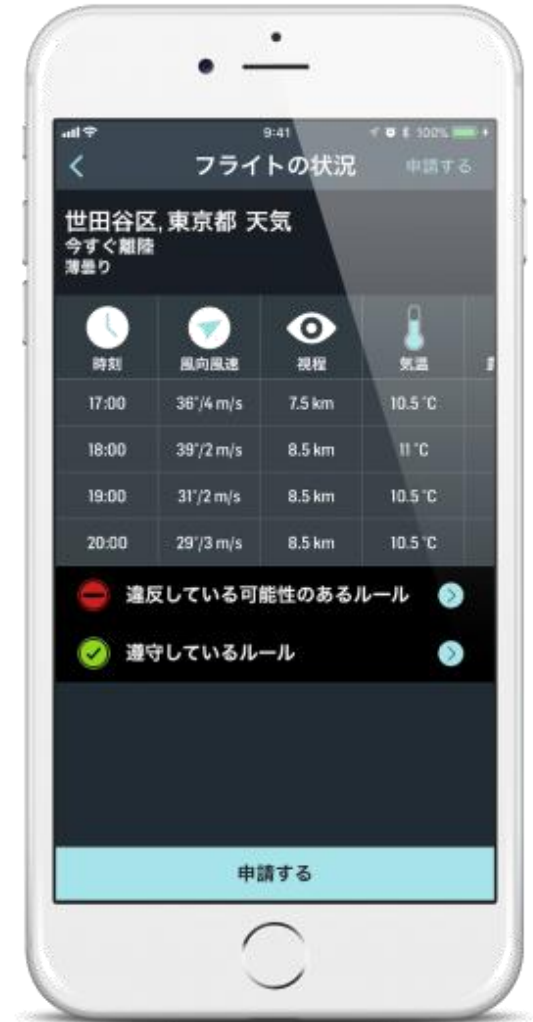 9:41
100%
フライトの状況
申請する
世田谷区, 東京都 天気
今すぐ離陸
薄曇り
時刻 風向風速 視程 気温
17:00 36°/4 m/s 7.5 km 10.5 °C
18:00 39°/2 m/s 8.5 km 11 °C
19:00 31°/2 m/s 8.5 km 10.5 °C
20:00 29°/3 m/s 8.5 km 10.5 °C
違反している可能性のあるルール
遵守しているルール
申請する